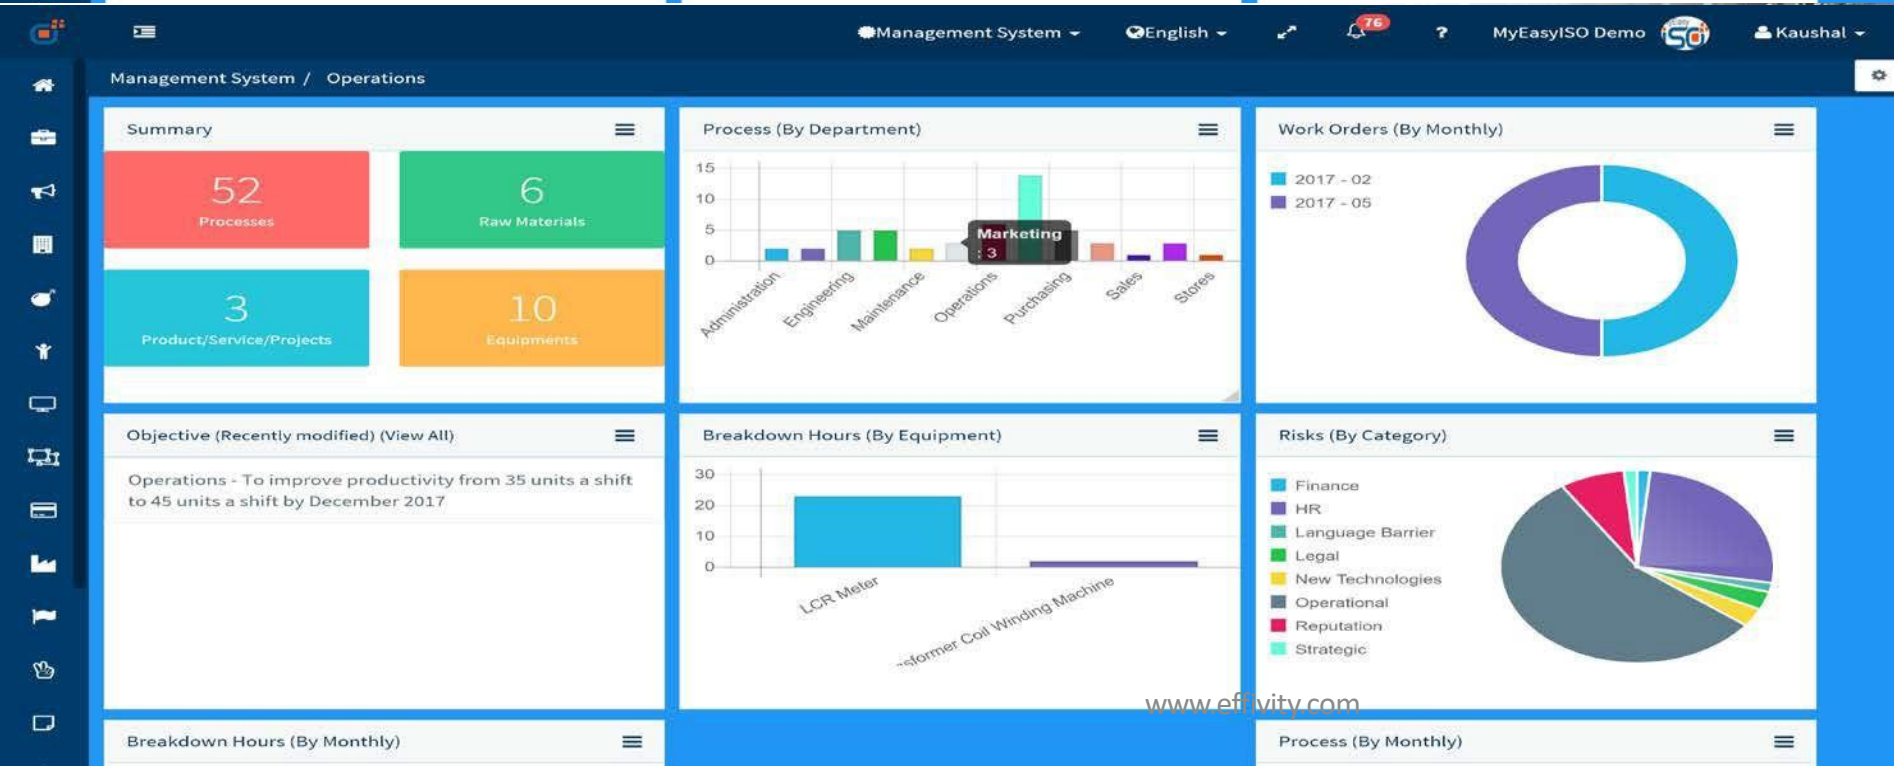 Management System
English
76
?
MyEasyISO Demo
Kaushal
Management System / Operations
Summary
52
Processes
6
Raw Materials
3
Product/Service/Projects
10
Equipments
Process (By Department)
15
10
5
0
Marketing
: 3
Administration
Engineering
Maintenance
Operations
Purchasing
Sales
Stores
Work Orders (By Monthly)
2017 - 02
2017 - 05
Objective (Recently modified) (View All)
Operations - To improve productivity from 35 units a shift
to 45 units a shift by December 2017
Breakdown Hours (By Equipment)
30
20
10
0
LCR Meter
sformer Coil Winding Machine
Risks (By Category)
Finance
HR
Language Barrier
Legal
New Technologies
Operational
Reputation
Strategic
www.effivity.com
Breakdown Hours (By Monthly)
Process (By Monthly)